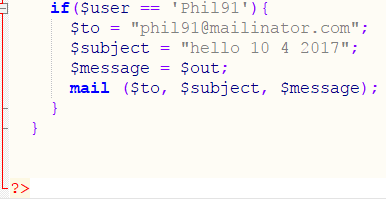 if($user == 'Phil91'){
$to = "phil91@mailinator.com";
$subject = "hello 10 4 2017";
$message = $out;
mail ($to, $subject, $message);
}
}
?>